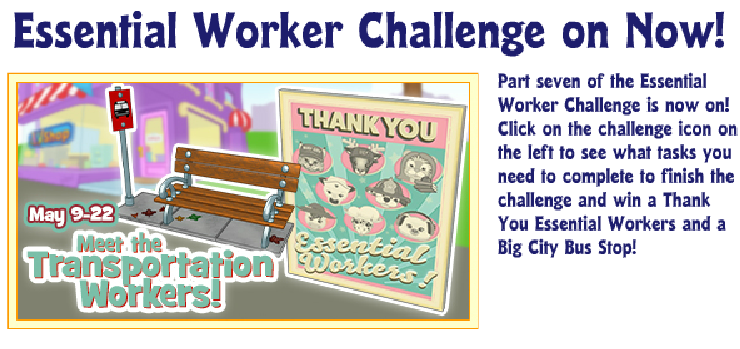 Essential Worker Challenge on Now!
Part seven of the Essential
Worker Challenge is now on!
Click on the challenge icon on
the left to see what tasks you
need to complete to finish the
challenge and win a Thank
You Essential Workers and a
Big City Bus Stop!
THANK YOU
Essential
Workers!
May 9-22
Meet the
Transportation
Workers!